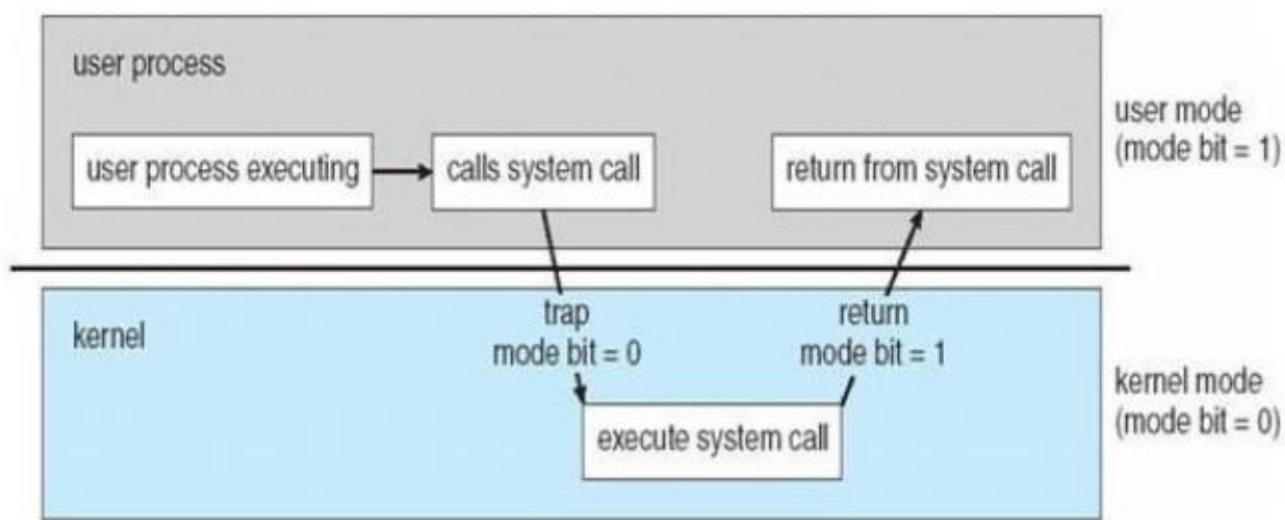 user process
user process executing
calls system call
return from system call
user mode
(mode bit = 1)
kernel
trap
mode bit = 0
return
mode bit = 1
execute system call
kernel mode
(mode bit = 0)